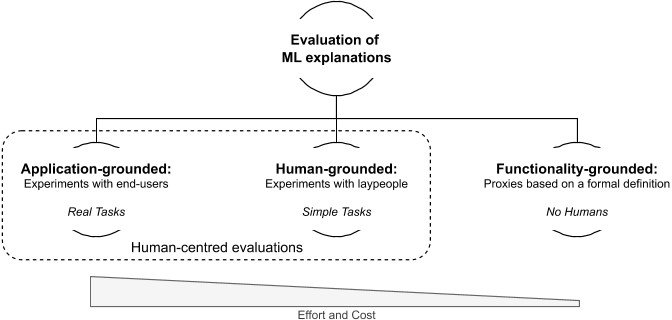 Evaluation of
ML explanations
Application-grounded:
Experiments with end-users
Real Tasks
Human-grounded:
Experiments with laypeople
Simple Tasks
Functionality-grounded:
Proxies based on a formal definition
No Humans
Human-centred evaluations
Effort and Cost